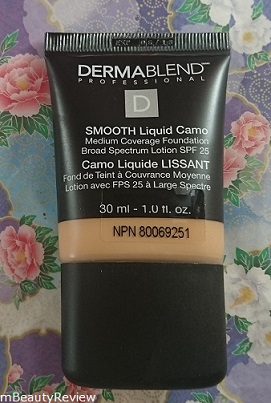 DERMABLEND™
PROFESSIONAL
D
SMOOTH Liquid Camo
Medium Coverage Foundation
Broad Spectrum Lotion SPF 25
Camo Liquide LISSANT
Fond de Teint à Couvrance Moyenne
Lotion avec FPS 25 à Large Spectre
30 ml - 1.0 fl. oz.
NPN 80069251
mBeautyReview